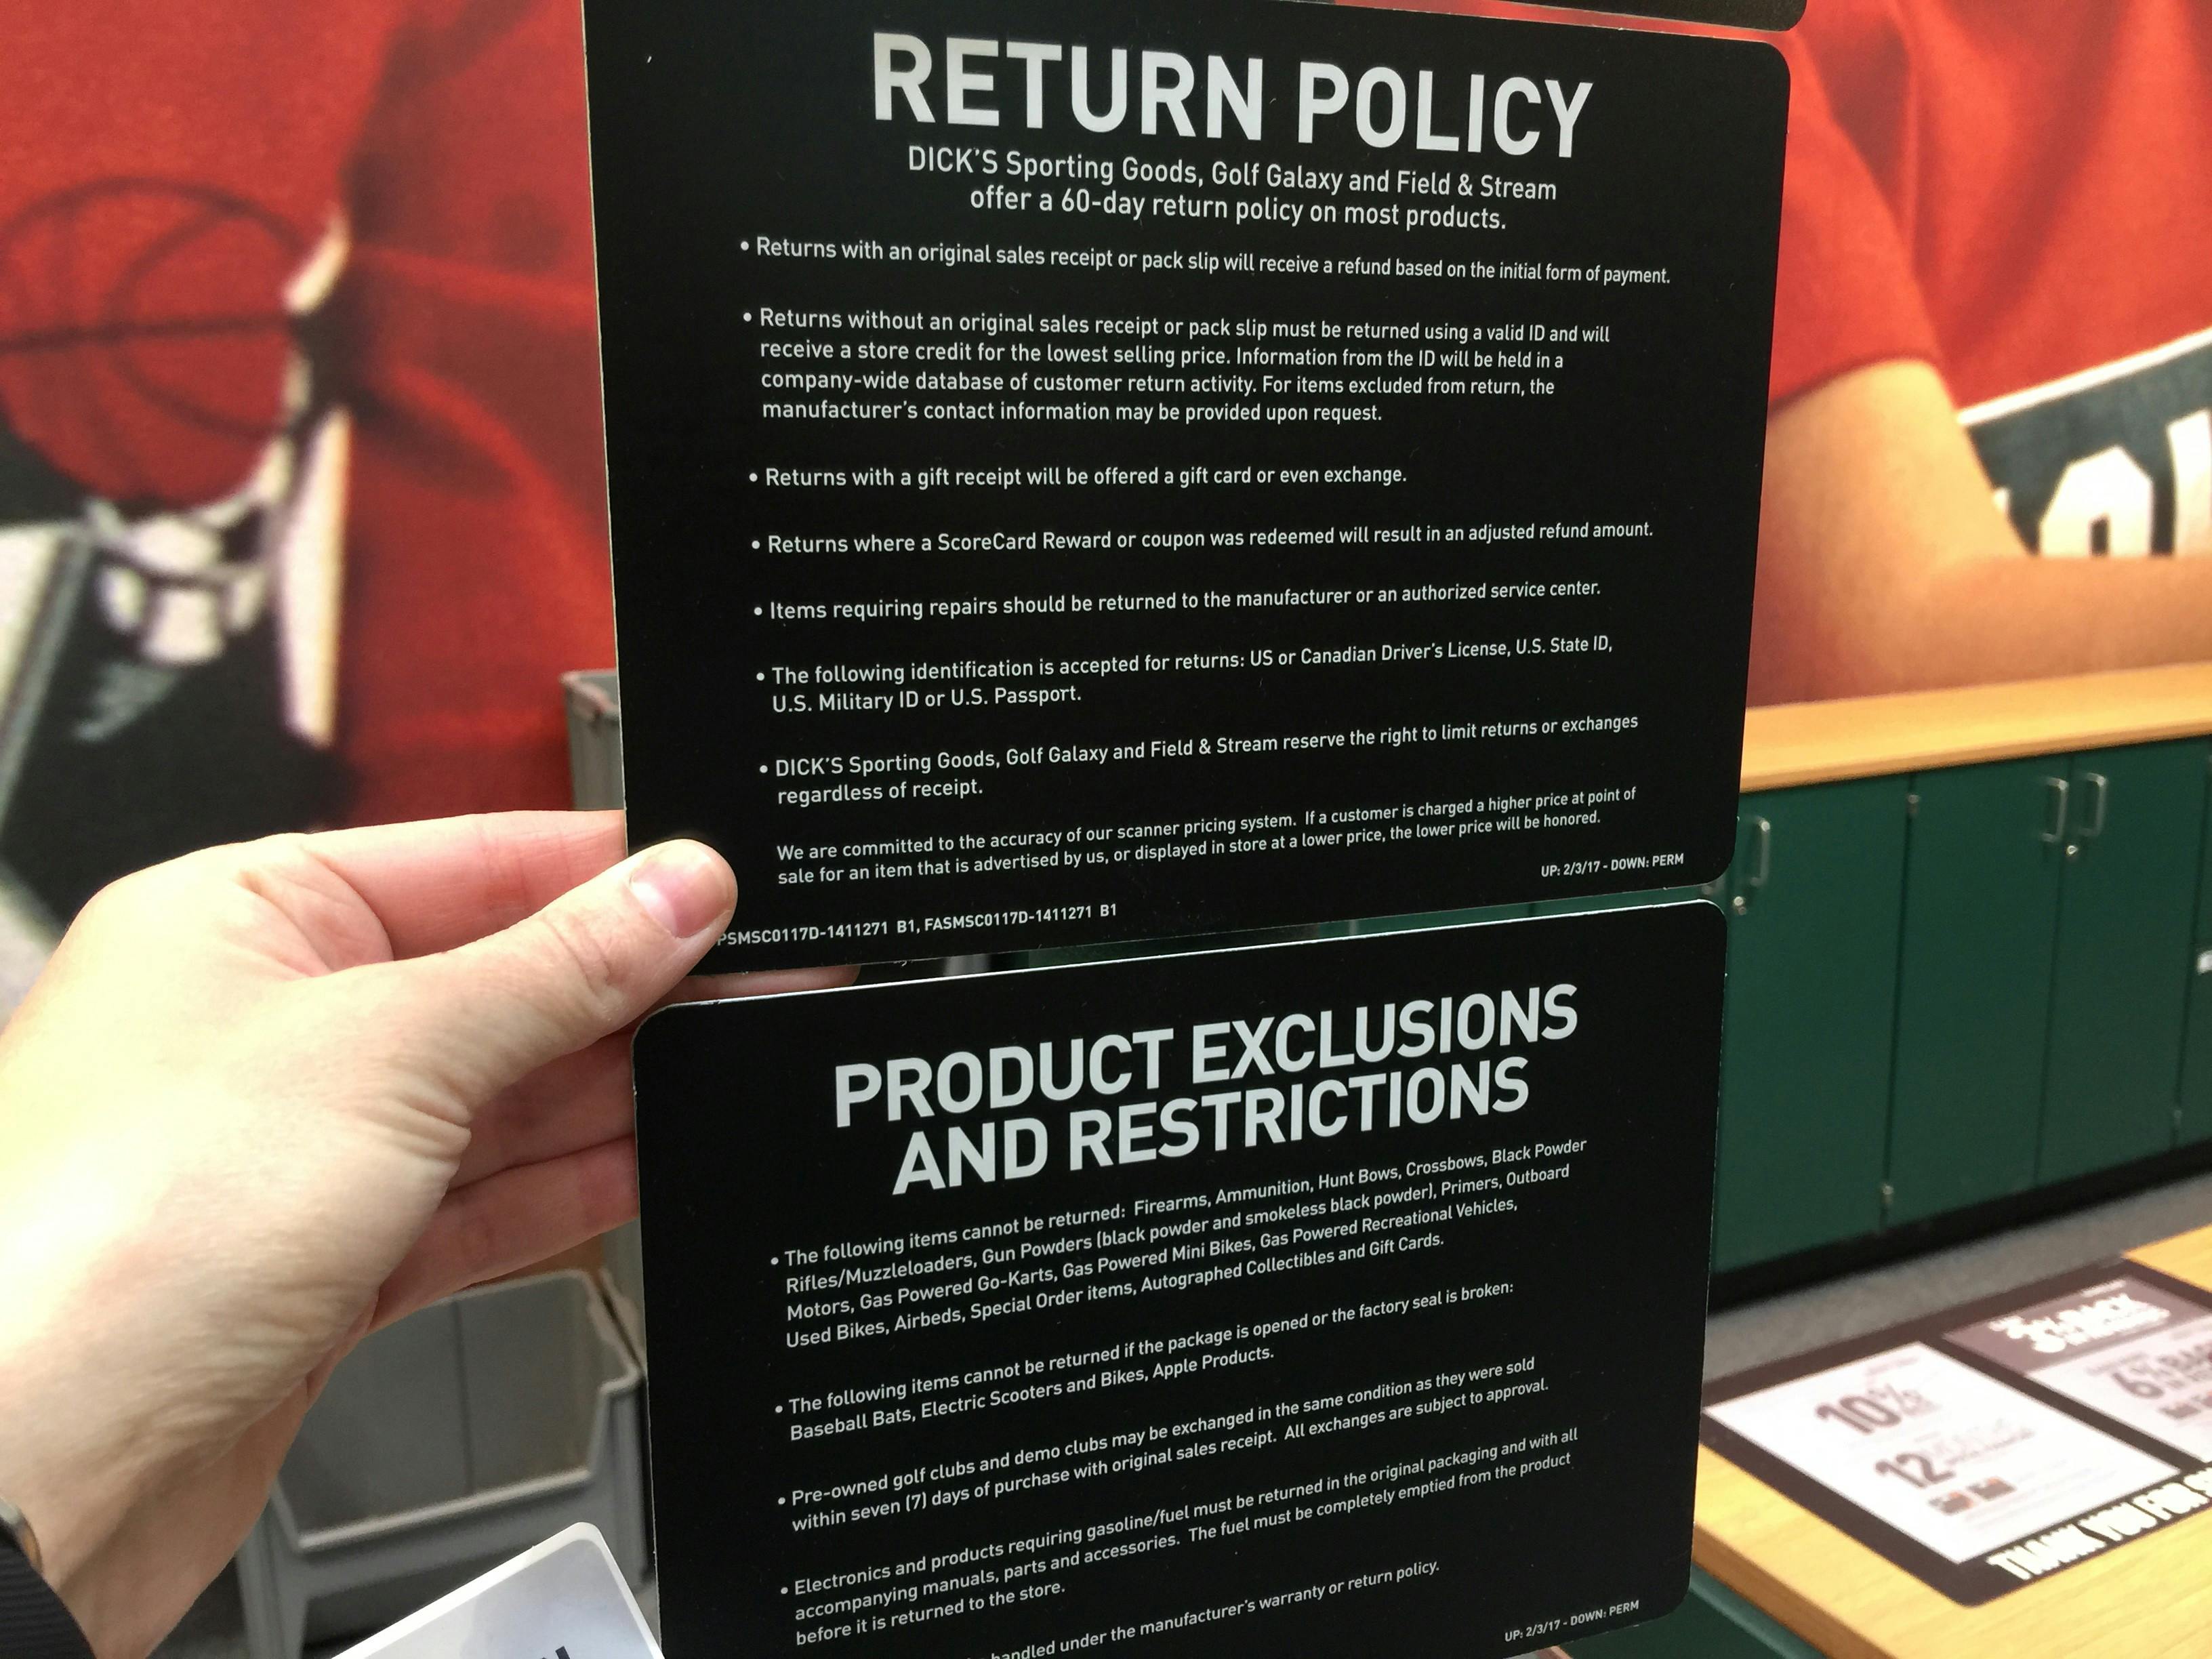 RETURN POLICY
DICK'S Sporting Goods, Golf Galaxy and Field & Stream
offer a 60-day return policy on most products.
• Returns with an original sales receipt or pack slip will receive a refund based on the initial form of payment.
• Returns without an original sales receipt or pack slip must be returned using a valid ID and will
receive a store credit for the lowest selling price. Information from the ID will be held in a
company-wide database of customer return activity. For items excluded from return, the
manufacturer's contact information may be provided upon request.
• Returns with a gift receipt will be offered a gift card or even exchange.
• Returns where a ScoreCard Reward or coupon was redeemed will result in an adjusted refund amount.
• Items requiring repairs should be returned to the manufacturer or an authorized service center.
• The following identification is accepted for returns: US or Canadian Driver's License, U.S. State ID,
U.S. Military ID or U.S. Passport.
• DICK'S Sporting Goods, Golf Galaxy and Field & Stream reserve the right to limit returns or exchanges
regardless of receipt.
We are committed to the accuracy of our scanner pricing system. If a customer is charged a higher price at point of
sale for an item that is advertised by us, or displayed in store at a lower price, the lower price will be honored.
UP: 2/3/17 - DOWN: PERM
PSMSC0117D-1411271 B1, FASMSC0117D-1411271 B1
PRODUCT EXCLUSIONS
AND RESTRICTIONS
• The following items cannot be returned: Firearms, Ammunition, Hunt Bows, Crossbows, Black Powder
Rifles/Muzzleloaders, Gun Powders (black powder and smokeless black powder), Primers, Outboard
Motors, Gas Powered Go-Karts, Gas Powered Mini Bikes, Gas Powered Recreational Vehicles,
Used Bikes, Airbeds, Special Order items, Autographed Collectibles and Gift Cards.
• The following items cannot be returned if the package is opened or the factory seal is broken:
Baseball Bats, Electric Scooters and Bikes, Apple Products.
• Pre-owned golf clubs and demo clubs may be exchanged in the same condition as they were sold
within seven (7) days of purchase with original sales receipt. All exchanges are subject to approval.
• Electronics and products requiring gasoline/fuel must be returned in the original packaging and with all
accompanying manuals, parts and accessories. The fuel must be completely emptied from the product
before it is returned to the store.
handled under the manufacturer's warranty or return policy.
UP: 2/3/17 - DOWN: PERM
10%
12
THANK YOU FOR